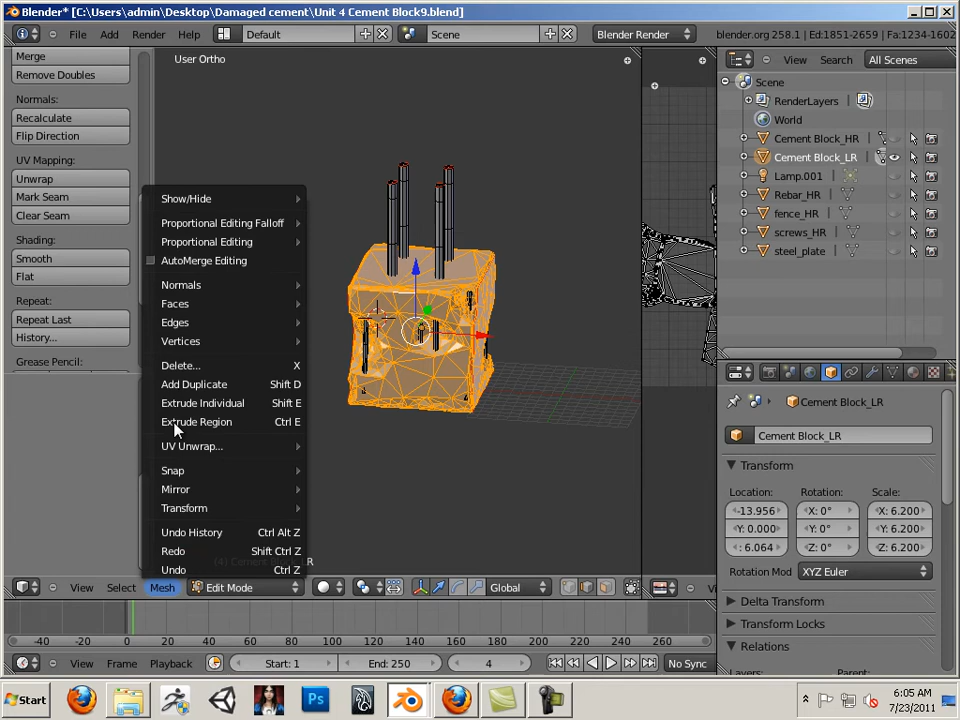 Blender* [C:\Users\admin\Desktop\Damaged cement\Unit 4 Cement Block9.blend]
File Add Render Help Default Scene Blender Render blender.org 258.1 | Ed:1851-2659 | Fa:1234-1602
Merge
Remove Doubles
Normals:
Recalculate
Flip Direction
UV Mapping:
Unwrap
Mark Seam
Clear Seam
Shading:
Smooth
Flat
Repeat:
Repeat Last
History...
Grease Pencil:
User Ortho
Show/Hide
Proportional Editing Falloff
Proportional Editing
AutoMerge Editing
Normals
Faces
Edges
Vertices
Delete... X
Add Duplicate Shift D
Extrude Individual Shift E
Extrude Region Ctrl E
UV Unwrap...
Snap
Mirror
Transform
Undo History Ctrl Alt Z
Redo Shift Ctrl Z
Undo Ctrl Z
View Select Mesh Edit Mode Global
View Search All Scenes
Scene
RenderLayers
World
Cement Block_HR
Cement Block_LR
Lamp.001
Rebar_HR
fence_HR
screws_HR
steel_plate
Cement Block_LR
Cement Block_LR
Transform
Location: Rotation: Scale:
-13.956 X: 0° X: 6.200
Y: 0.000 Y: 0° Y: 6.200
: 6.064 Z: 0° Z: 6.200
Rotation Mod XYZ Euler
Delta Transform
Transform Locks
Relations
-40 -20 0 20 40 60 80 100 120 140 160 180 200 220 240 260
View Frame Playback Start: 1 End: 250 4 No Sync
Start Ps 6:05 AM
7/23/2011